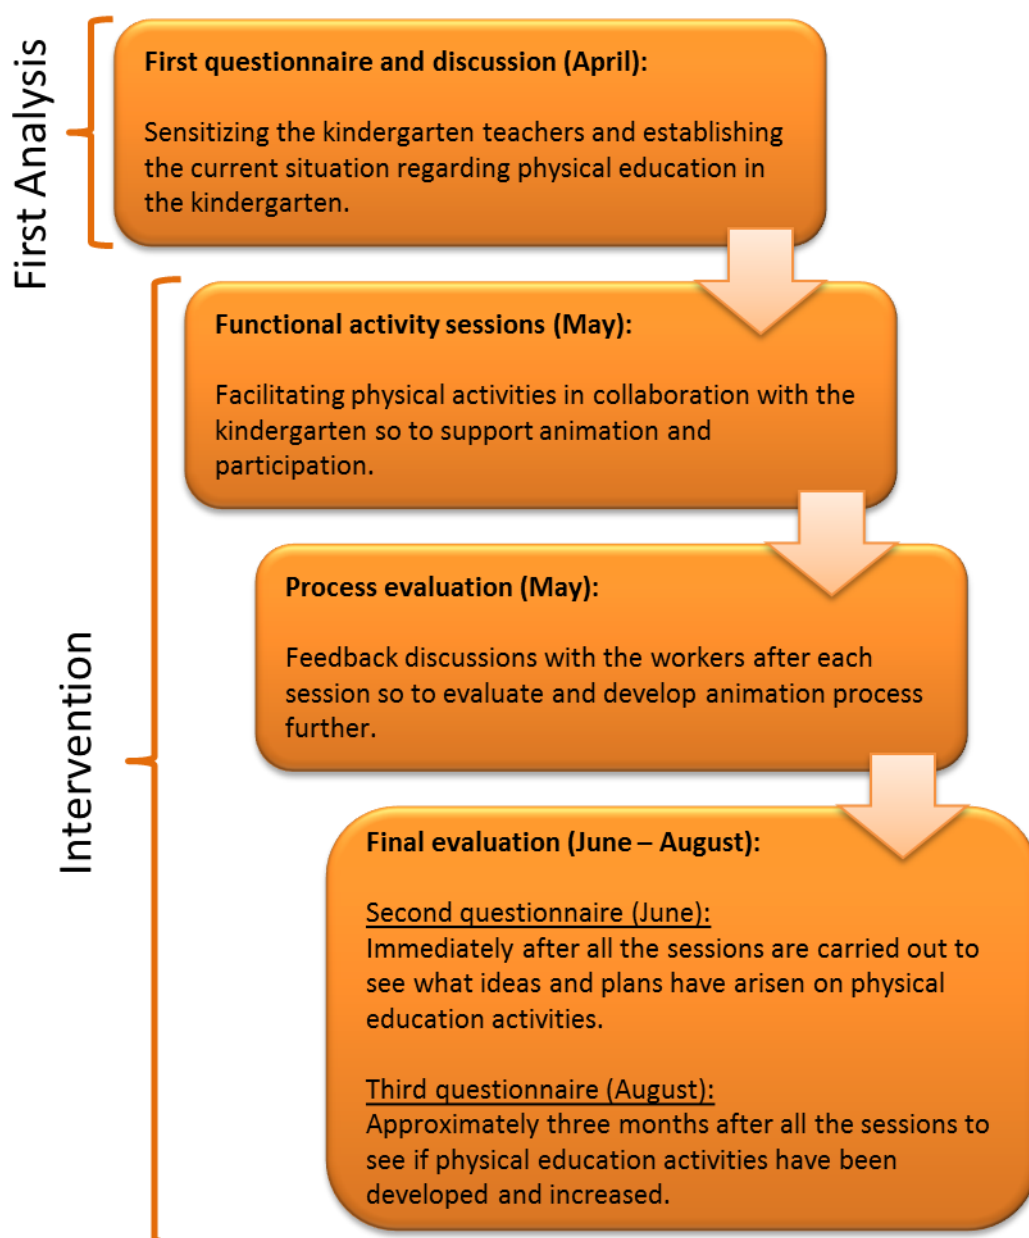 First Analysis
First questionnaire and discussion (April):
Sensitizing the kindergarten teachers and establishing
the current situation regarding physical education in
the kindergarten.
Intervention
Functional activity sessions (May):
Facilitating physical activities in collaboration with the
kindergarten so to support animation and
participation.
Process evaluation (May):
Feedback discussions with the workers after each
session so to evaluate and develop animation process
further.
Final evaluation (June – August):
Second questionnaire (June):
Immediately after all the sessions are carried out to
see what ideas and plans have arisen on physical
education activities.
Third questionnaire (August):
Approximately three months after all the sessions to
see if physical education activities have been
developed and increased.